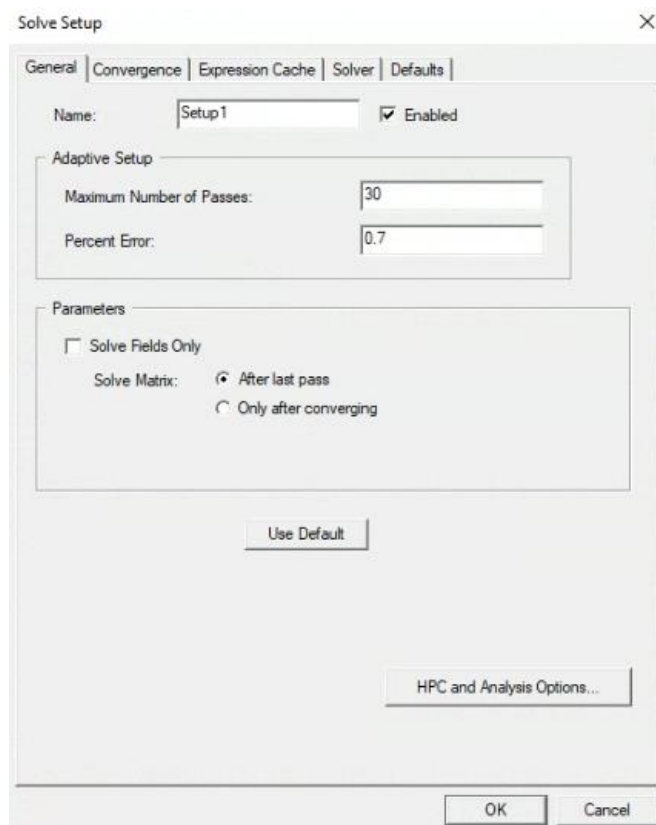 Solve Setup
General Convergence Expression Cache Solver Defaults
Name: Setup1 Enabled
Adaptive Setup
Maximum Number of Passes: 30
Percent Error: 0.7
Parameters
Solve Fields Only
Solve Matrix: After last pass
Only after converging
Use Default
HPC and Analysis Options...
OK Cancel